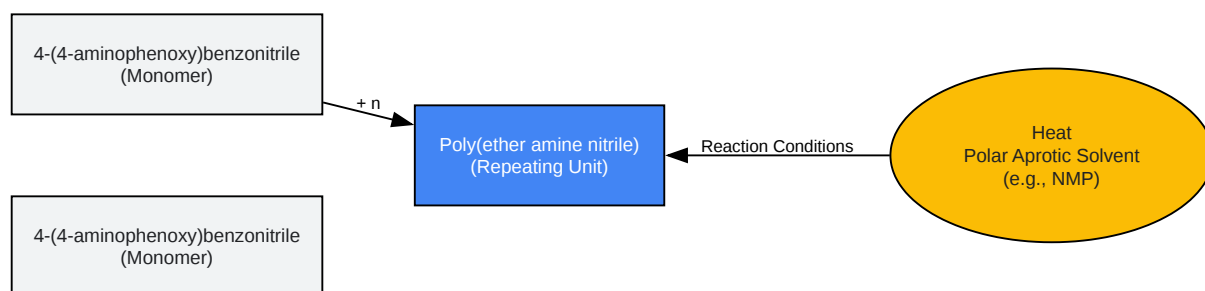 4-(4-aminophenoxy)benzonitrile
(Monomer)
+ n
Poly(ether amine nitrile)
(Repeating Unit)
Reaction Conditions
Heat
Polar Aprotic Solvent
(e.g., NMP)
4-(4-aminophenoxy)benzonitrile
(Monomer)